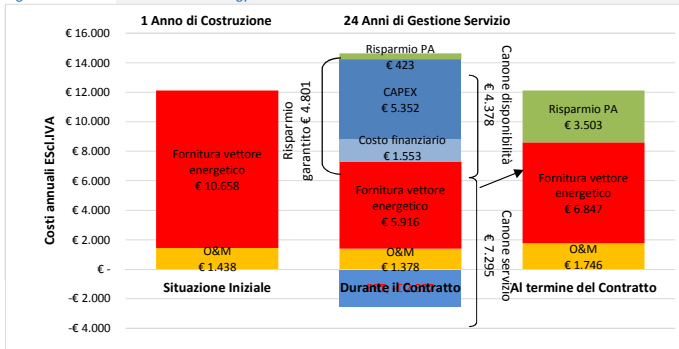 1 Anno di Costruzione
24 Anni di Gestione Servizio
Costi annuali EScl.IVA
€ 16.000
€ 14.000
€ 12.000
€ 10.000
€ 8.000
€ 6.000
€ 4.000
€ 2.000
€ -
-€ 2.000
-€ 4.000
Fornitura vettore
energetico
€ 10.658
O&M
€ 1.438
Situazione Iniziale
Risparmio
garantito € 4.801
Risparmio PA
€ 423
CAPEX
€ 5.352
Costo finanziario
€ 1.553
Fornitura vettore
energetico
€ 5.916
O&M
€ 1.378
Durante il Contratto
Canone disponibilità
€ 4.378
Canone servizio
€ 7.295
Risparmio PA
€ 3.503
Fornitura vettore
energetico
€ 6.847
O&M
€ 1.746
Al termine del Contratto